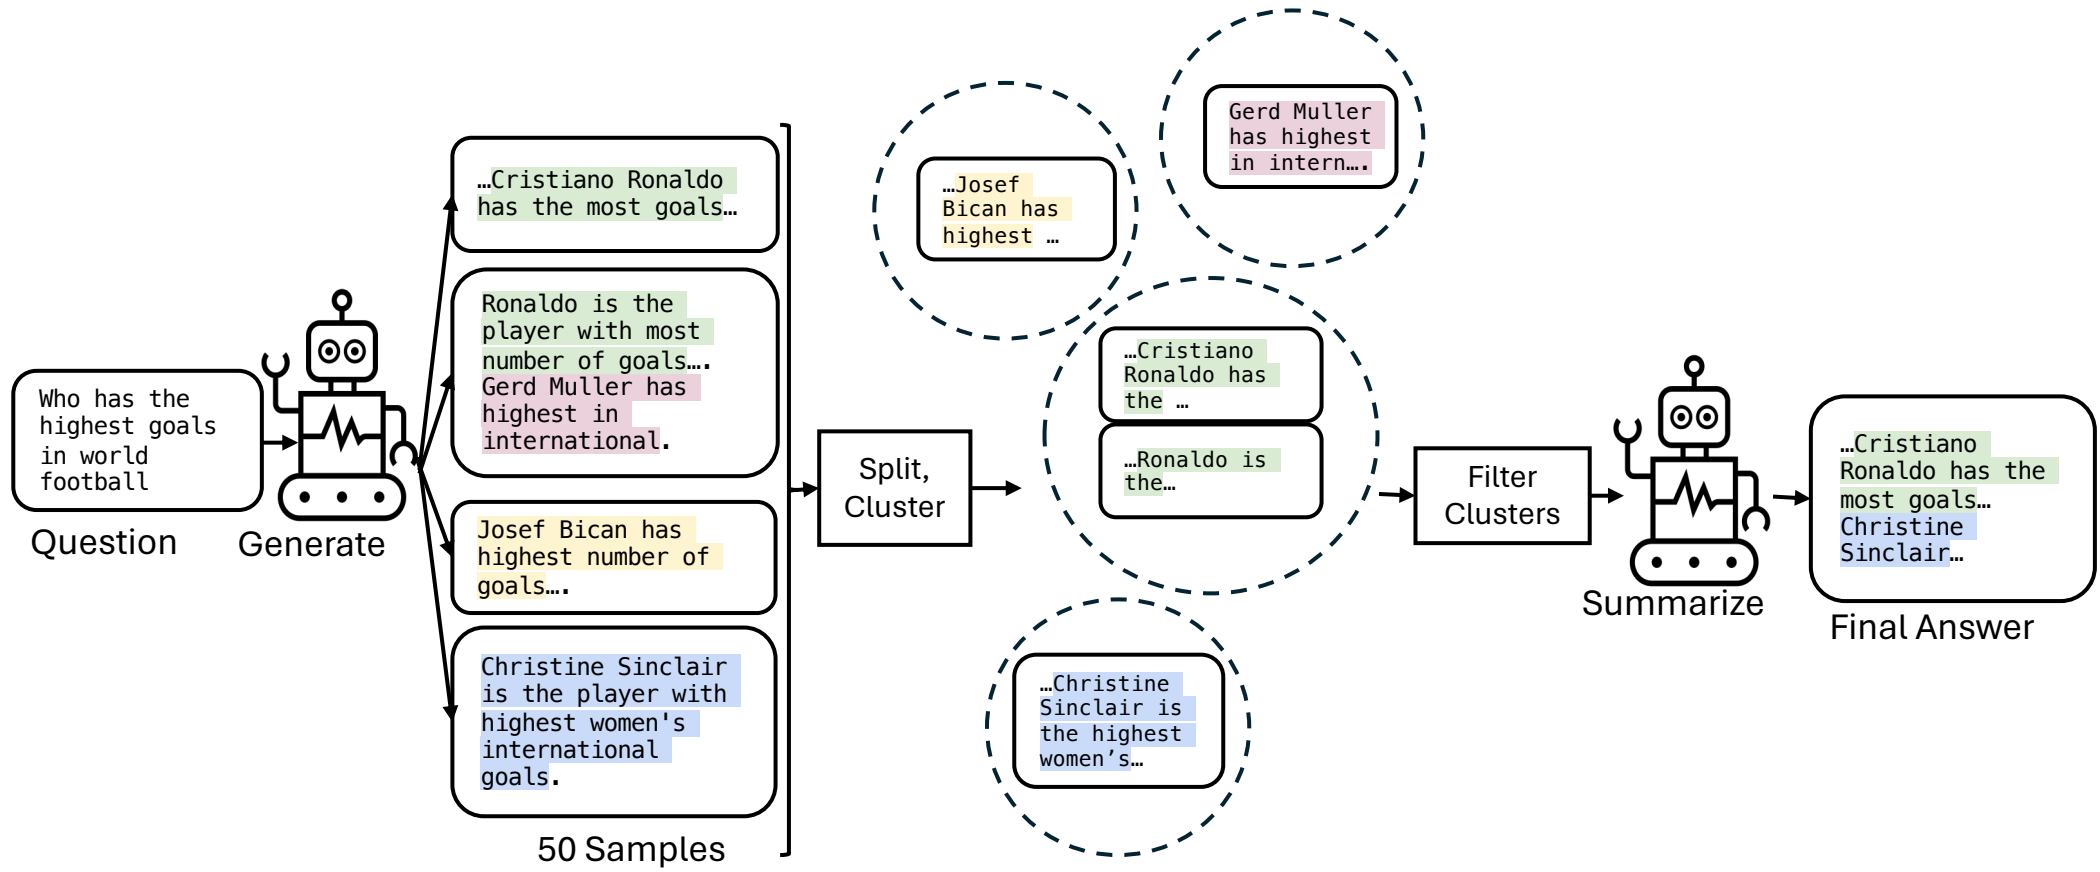 Who has the
highest goals
in world
football
Question
Generate
…Cristiano Ronaldo
has the most goals…
Ronaldo is the
player with most
number of goals….
Gerd Muller has
highest in
international.
Josef Bican has
highest number of
goals….
Christine Sinclair
is the player with
highest women's
international
goals.
50 Samples
Split,
Cluster
…Josef
Bican has
highest …
Gerd Muller
has highest
in intern….
…Cristiano
Ronaldo has
the …
…Ronaldo is
the…
…Christine
Sinclair is
the highest
women’s…
Filter
Clusters
Summarize
…Cristiano
Ronaldo has the
most goals…
Christine
Sinclair…
Final Answer